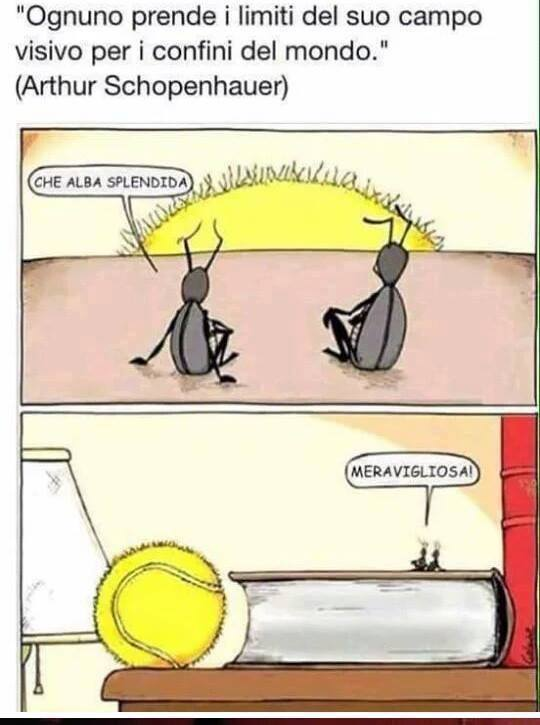 "Ognuno prende i limiti del suo campo
visivo per i confini del mondo."
(Arthur Schopenhauer)
CHE ALBA SPLENDIDA
MERAVIGLIOSA!